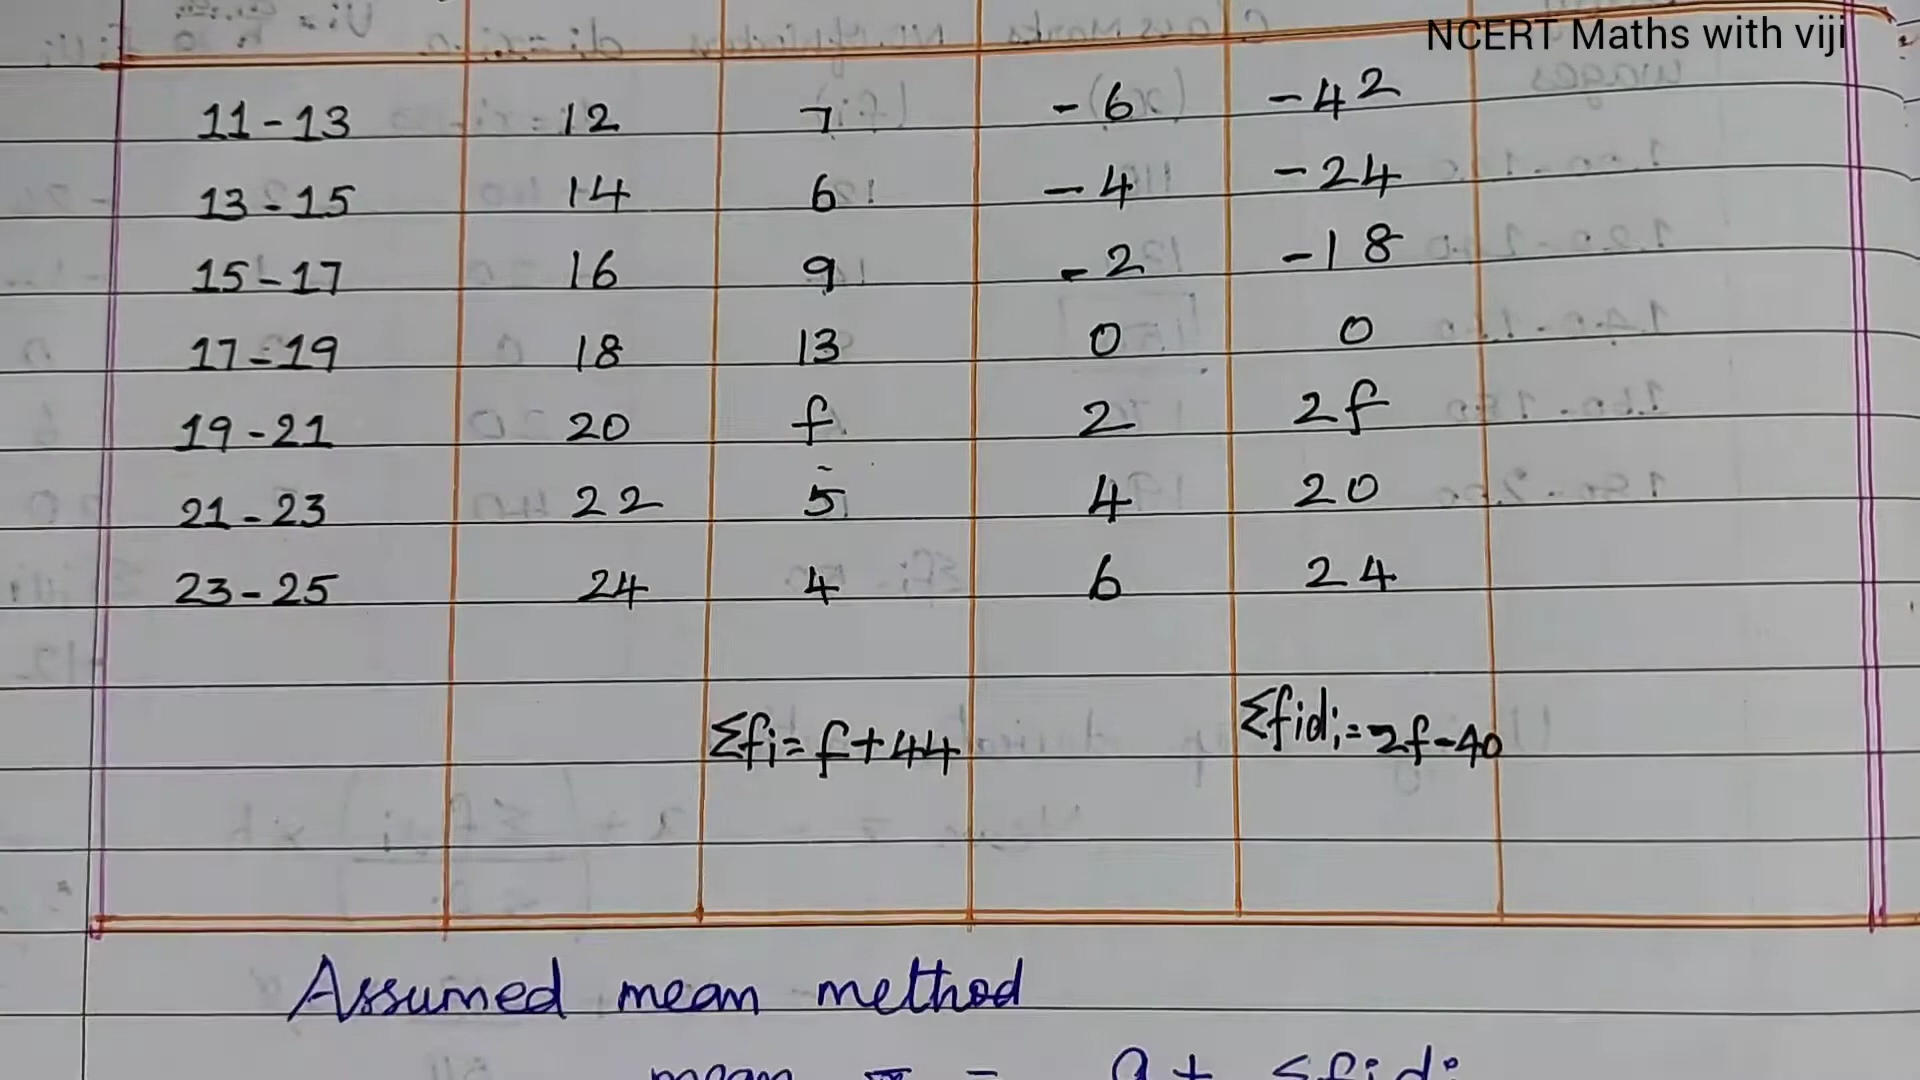 NCERT Maths with viji
11-13 12 7 -6 -42
13-15 14 6 -4 -24
15-17 16 9 -2 -18
17-19 18 13 0 0
19-21 20 f 2 2f
21-23 22 5 4 20
23-25 24 4 6 24
Σfi=f+44 Σfidi=2f-40
Assumed mean method
mean x̄ = a + Σfidi